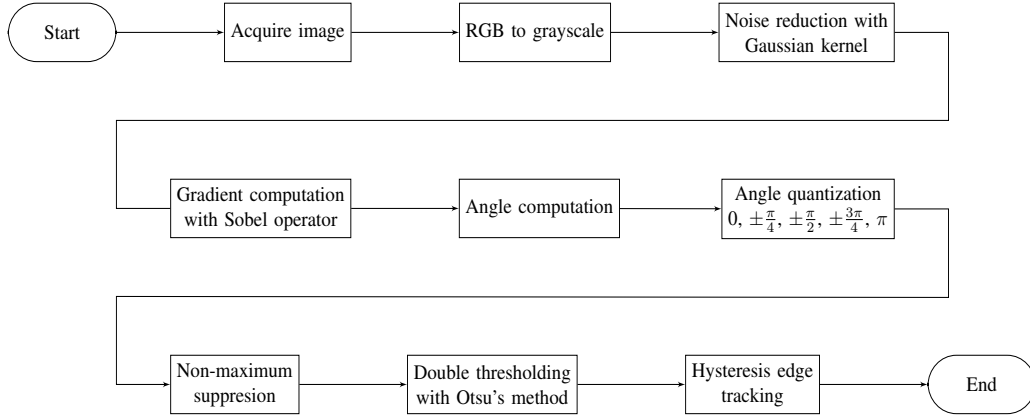 Start
Acquire image
RGB to grayscale
Noise reduction with
Gaussian kernel
Gradient computation
with Sobel operator
Angle computation
Angle quantization
0, ±π/4, ±π/2, ±3π/4, π
Non-maximum
suppresion
Double thresholding
with Otsu's method
Hysteresis edge
tracking
End